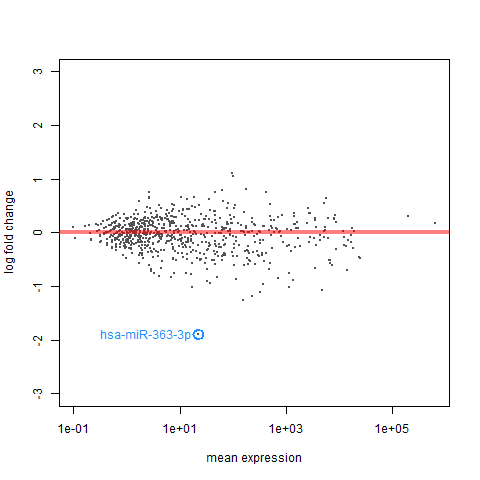 3
2
1
0
-1
-2
-3
log fold change
hsa-miR-363-3p
1e-01
1e+01
1e+03
1e+05
mean expression